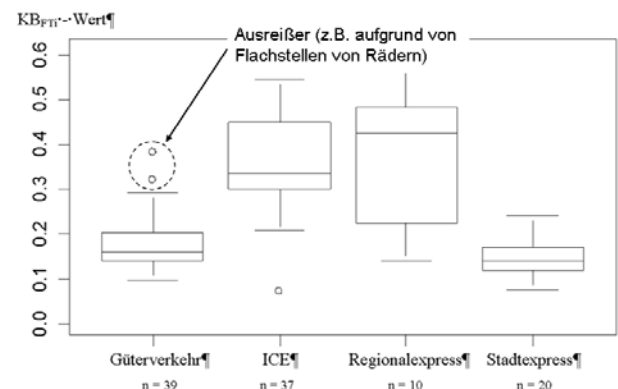 KB_FTi·-·Wert¶
Ausreißer (z.B. aufgrund von
Flachstellen von Rädern)
0.6
0.5
0.4
0.3
0.2
0.1
0.0
Güterverkehr¶ ICE¶ Regionalexpress¶ Stadtexpress¶
n = 39 n = 37 n = 10 n = 20